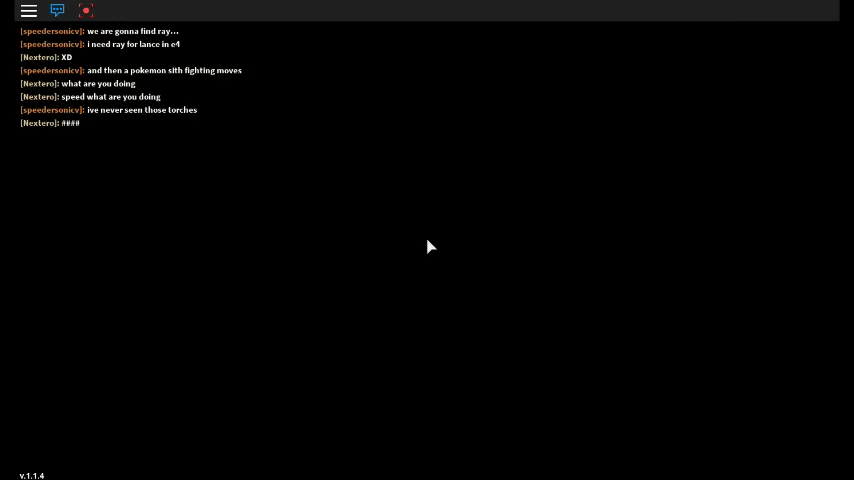 [speedersonicv]: we are gonna find ray...
[speedersonicv]: i need ray for lance in e4
[Nextero]: XD
[speedersonicv]: and then a pokemon sith fighting moves
[Nextero]: what are you doing
[Nextero]: speed what are you doing
[speedersonicv]: ive never seen those torches
[Nextero]: ####
v.1.1.4